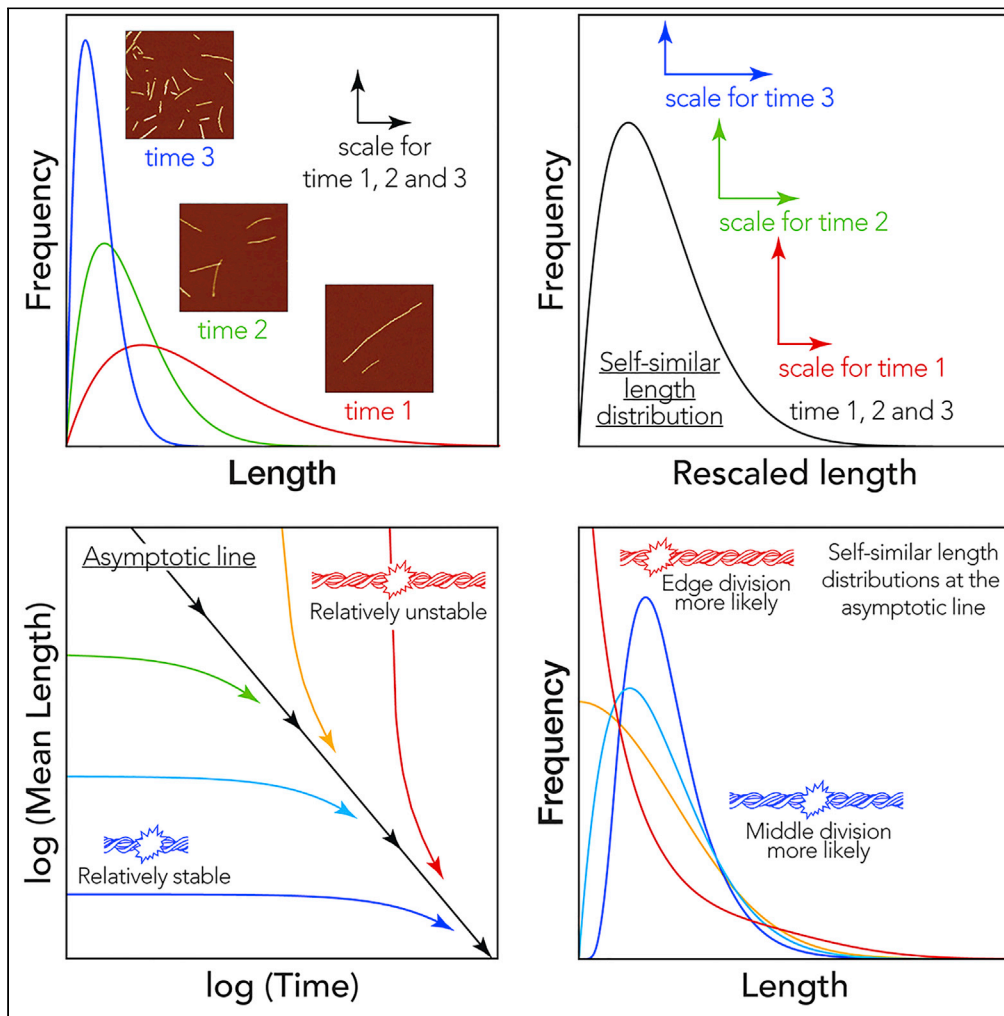 Frequency
time 3
scale for
time 1, 2 and 3
time 2
time 1
Length
Frequency
scale for time 3
scale for time 2
scale for time 1
Self-similar
length
distribution
time 1, 2 and 3
Rescaled length
log (Mean Length)
Asymptotic line
Relatively unstable
Relatively stable
log (Time)
Frequency
Edge division
more likely
Self-similar length
distributions at the
asymptotic line
Middle division
more likely
Length